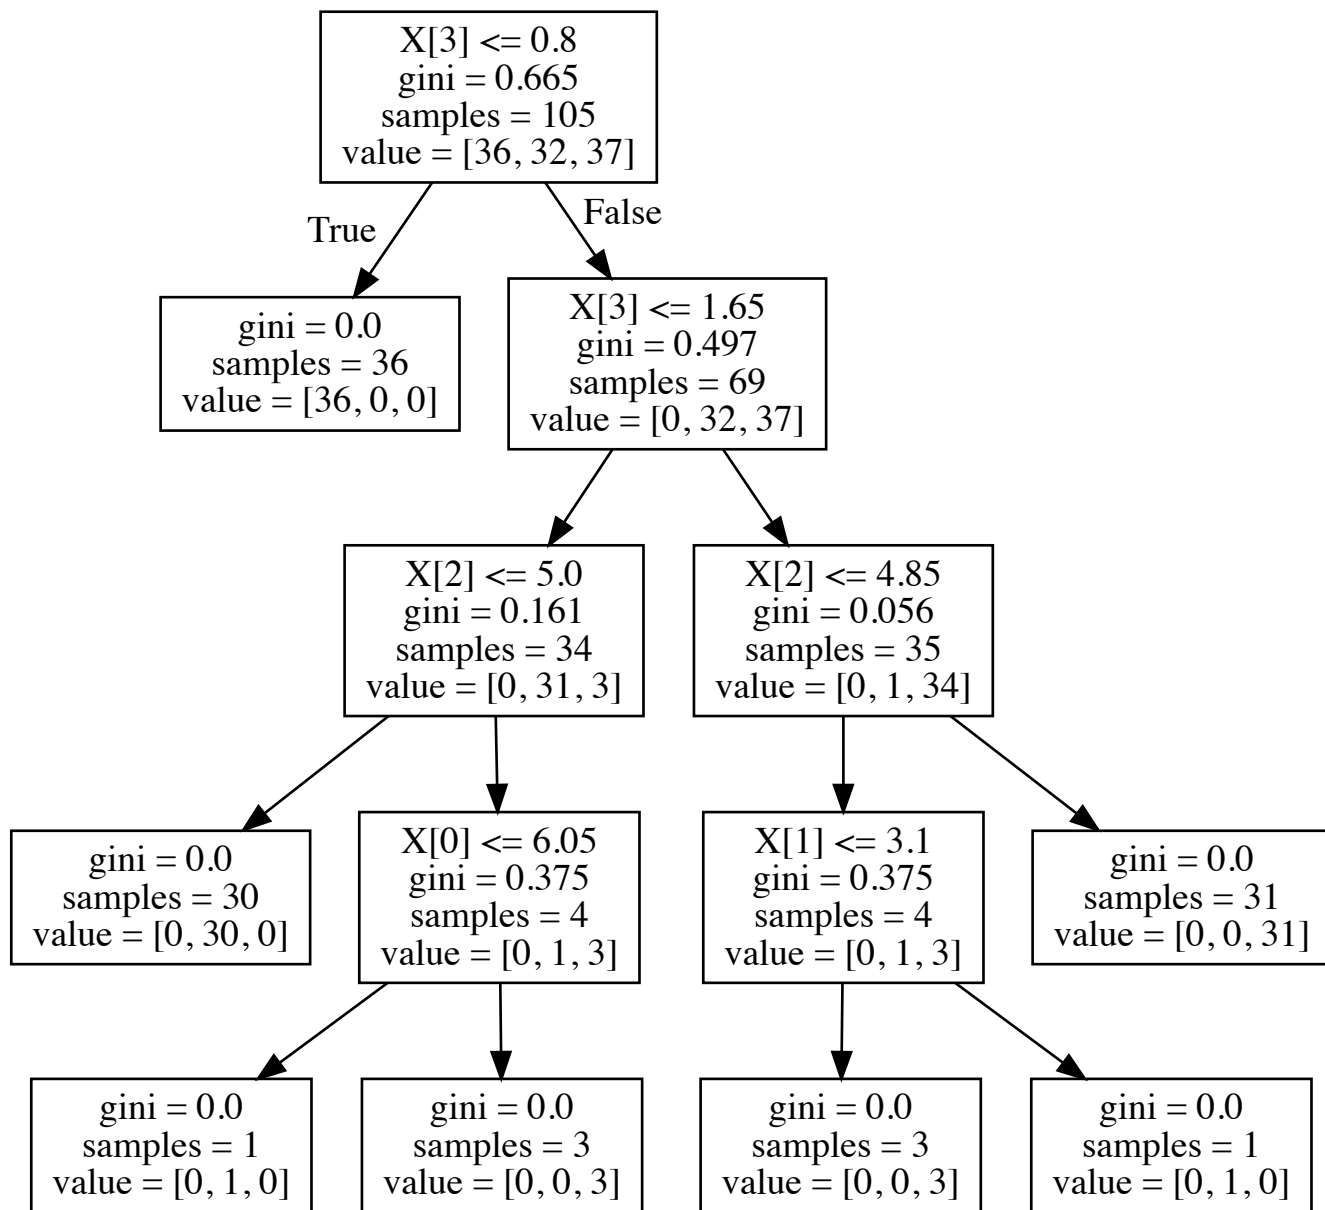 X[3] <= 0.8
gini = 0.665
samples = 105
value = [36, 32, 37]
True
False
gini = 0.0
samples = 36
value = [36, 0, 0]
X[3] <= 1.65
gini = 0.497
samples = 69
value = [0, 32, 37]
X[2] <= 5.0
gini = 0.161
samples = 34
value = [0, 31, 3]
X[2] <= 4.85
gini = 0.056
samples = 35
value = [0, 1, 34]
gini = 0.0
samples = 30
value = [0, 30, 0]
X[0] <= 6.05
gini = 0.375
samples = 4
value = [0, 1, 3]
X[1] <= 3.1
gini = 0.375
samples = 4
value = [0, 1, 3]
gini = 0.0
samples = 31
value = [0, 0, 31]
gini = 0.0
samples = 1
value = [0, 1, 0]
gini = 0.0
samples = 3
value = [0, 0, 3]
gini = 0.0
samples = 3
value = [0, 0, 3]
gini = 0.0
samples = 1
value = [0, 1, 0]